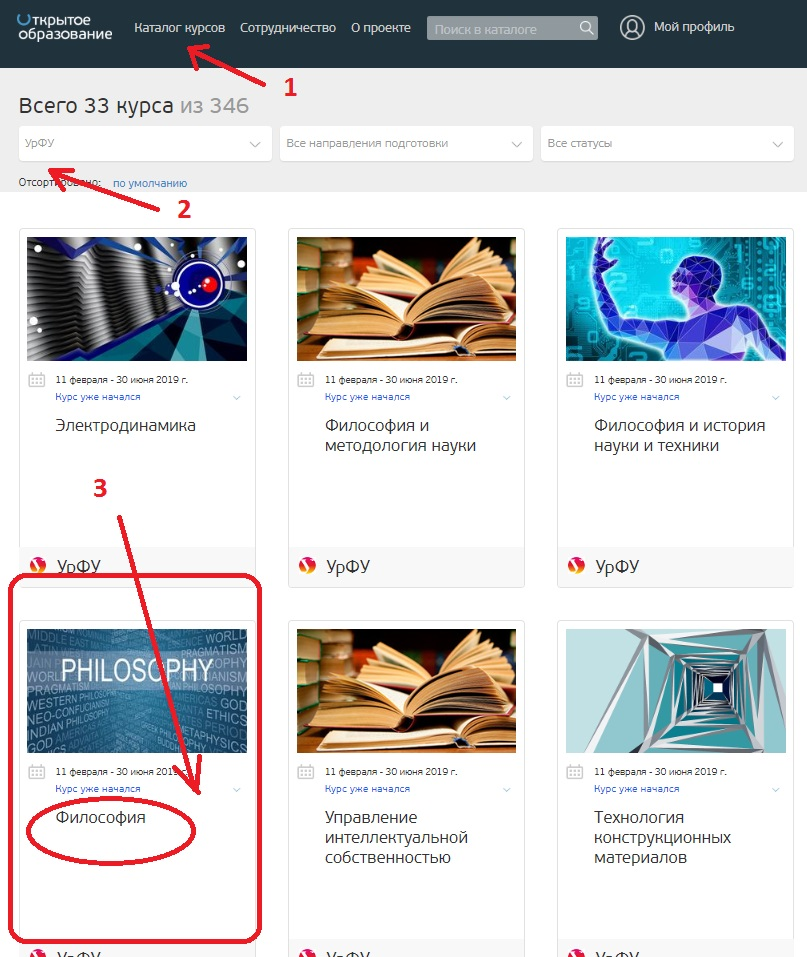 Открытое образование
Каталог курсов
Сотрудничество
О проекте
Поиск в каталоге
Мой профиль
1
Всего 33 курса из 346
УрФУ
Все направления подготовки
Все статусы
Отсортировано: по умолчанию
2
11 февраля - 30 июня 2019 г.
Курс уже начался
Электродинамика
УрФУ
11 февраля - 30 июня 2019 г.
Курс уже начался
Философия и
методология науки
УрФУ
11 февраля - 30 июня 2019 г.
Курс уже начался
Философия и история
науки и техники
УрФУ
3
MIDDLE EASTERN WORLD
PRAGMATISM
PHILOSOPHY
WESTERN PHILOSOPHY
NEO-CONFUCIANISM
INDIAN PHILOSOPHY
GOD AMERICAN
ETHICS
METAPHYSICS
11 февраля - 30 июня 2019 г.
Курс уже начался
Философия
УрФУ
11 февраля - 30 июня 2019 г.
Курс уже начался
Управление
интеллектуальной
собственностью
УрФУ
11 февраля - 30 июня 2019 г.
Курс уже начался
Технология
конструкционных
материалов
УрФУ